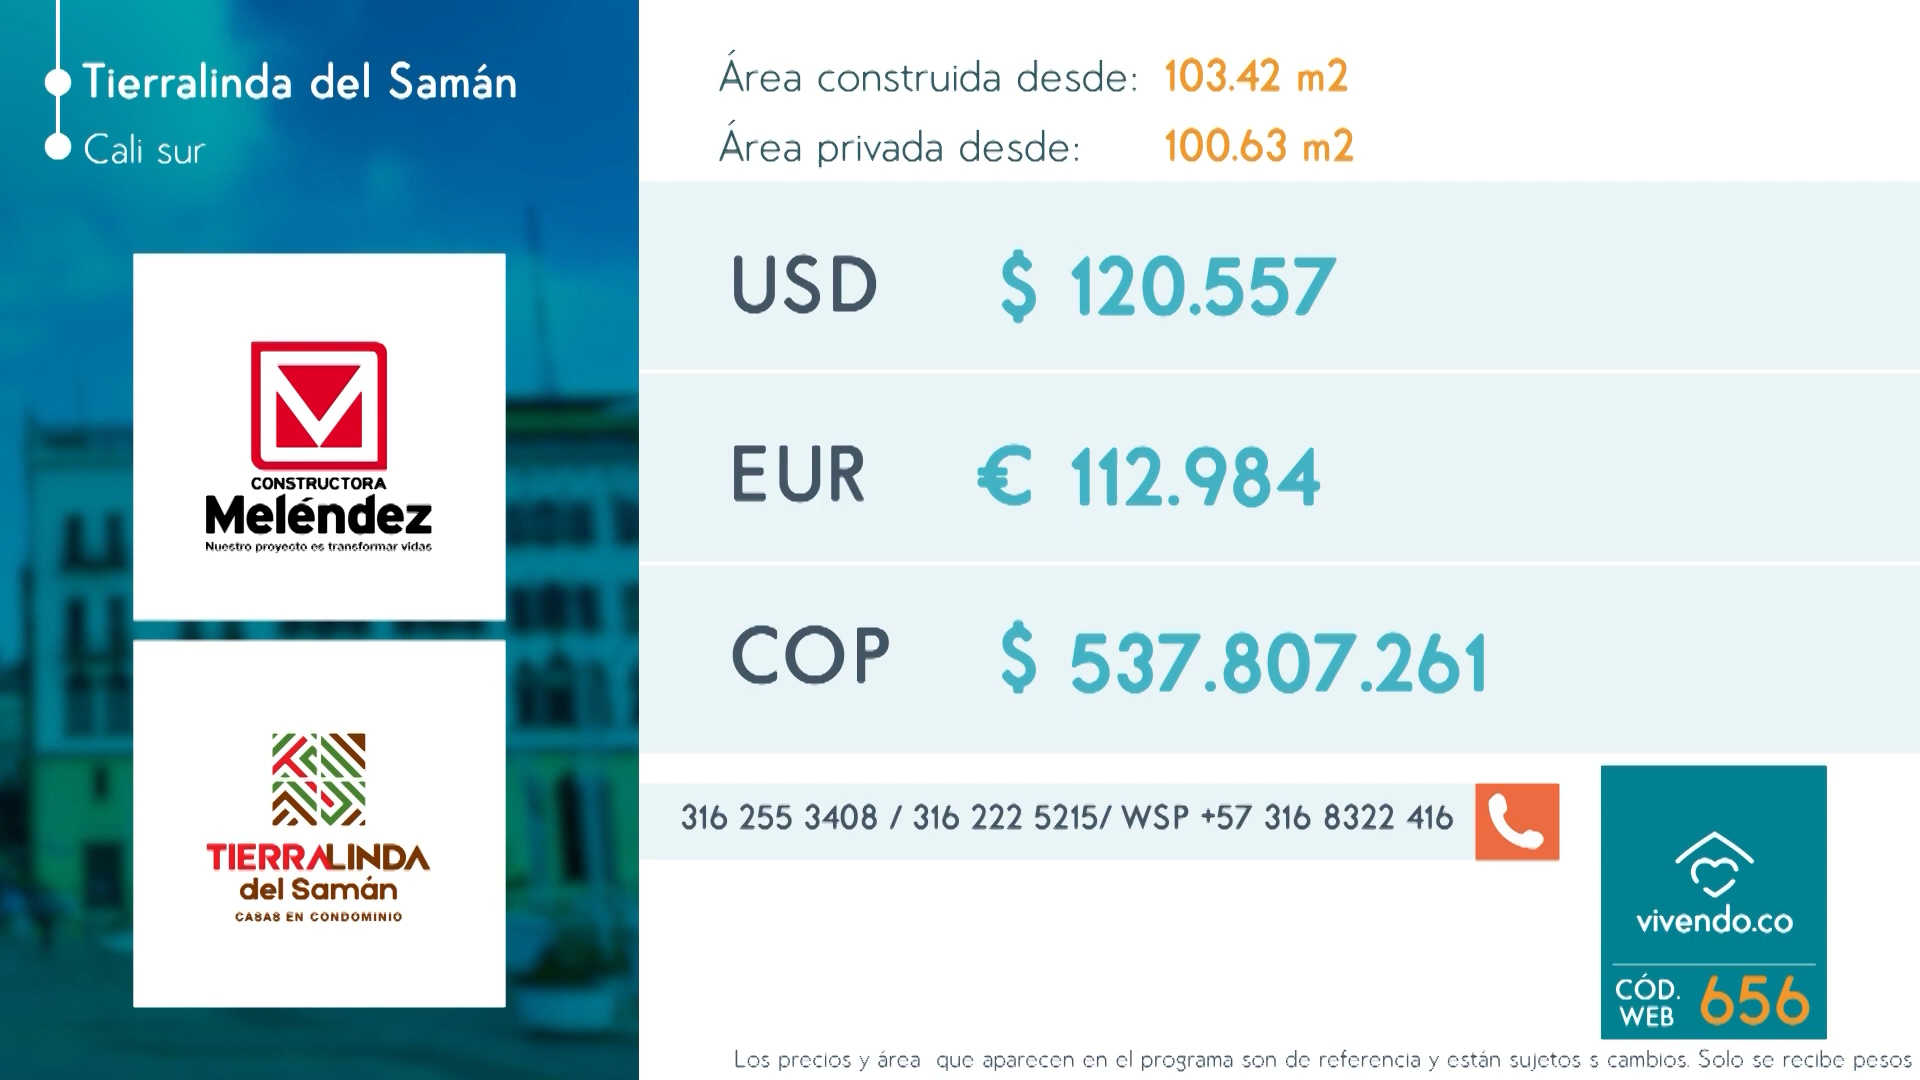 Tierralinda del Samán
Cali sur
CONSTRUCTORA
Meléndez
Nuestro proyecto es transformar vidas
TIERRALINDA
del Samán
CASAS EN CONDOMINIO
Área construida desde: 103.42 m2
Área privada desde: 100.63 m2
USD $ 120.557
EUR € 112.984
COP $ 537.807.261
316 255 3408 / 316 222 5215/ WSP +57 316 8322 416
vivendo.co
CÓD. WEB 656
Los precios y área que aparecen en el programa son de referencia y están sujetos s cambios. Solo se recibe pesos